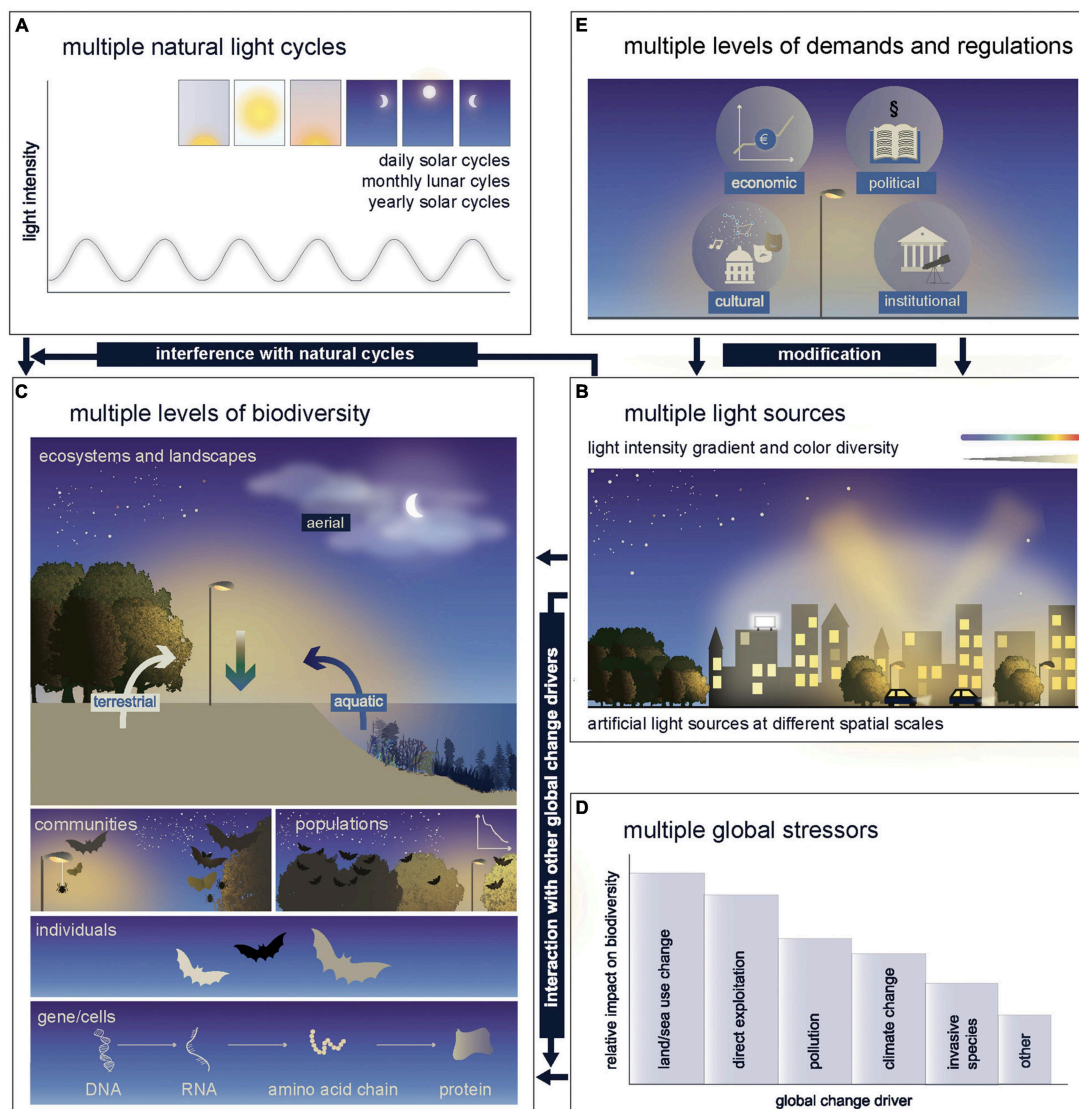 A
multiple natural light cycles
daily solar cycles
monthly lunar cyles
yearly solar cycles
light intensity
E
multiple levels of demands and regulations
§
€
economic
political
cultural
institutional
interference with natural cycles
modification
C
multiple levels of biodiversity
ecosystems and landscapes
aerial
terrestrial
aquatic
communities
populations
individuals
gene/cells
DNA
RNA
amino acid chain
protein
interaction with other global change drivers
B
multiple light sources
light intensity gradient and color diversity
artificial light sources at different spatial scales
D
multiple global stressors
relative impact on biodiversity
land/sea use change
direct exploitation
pollution
climate change
invasive
species
other
global change driver